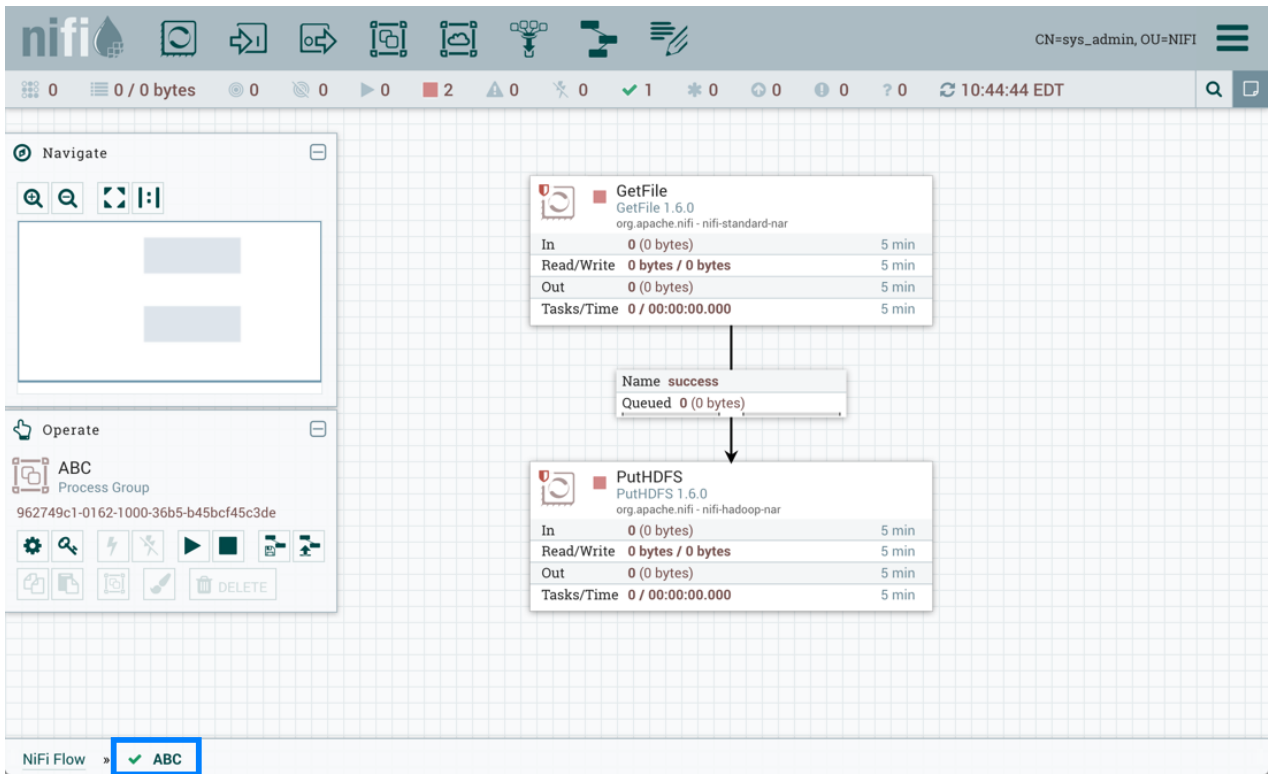 nifi
CN=sys_admin, OU=NIFI
0 0 / 0 bytes 0 0 0 2 0 0 1 0 0 0 ? 0 10:44:44 EDT
Navigate
GetFile
GetFile 1.6.0
org.apache.nifi - nifi-standard-nar
In 0 (0 bytes) 5 min
Read/Write 0 bytes / 0 bytes 5 min
Out 0 (0 bytes) 5 min
Tasks/Time 0 / 00:00:00.000 5 min
Name success
Queued 0 (0 bytes)
Operate
ABC
Process Group
962749c1-0162-1000-36b5-b45bcf45c3de
DELETE
PutHDFS
PutHDFS 1.6.0
org.apache.nifi - nifi-hadoop-nar
In 0 (0 bytes) 5 min
Read/Write 0 bytes / 0 bytes 5 min
Out 0 (0 bytes) 5 min
Tasks/Time 0 / 00:00:00.000 5 min
NiFi Flow » ABC